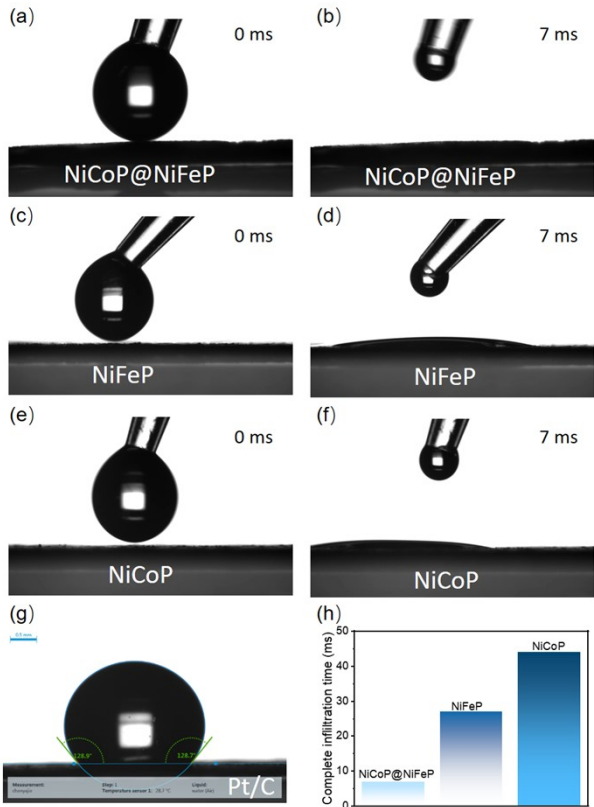 (a) 0 ms
NiCoP@NiFeP
(b) 7 ms
NiCoP@NiFeP
(c) 0 ms
NiFeP
(d) 7 ms
NiFeP
(e) 0 ms
NiCoP
(f) 7 ms
NiCoP
(g)
0.5 mm
128.9°
128.7°
Measurement:
Step: 1
Temperature sensor 1: 28,7 °C
Liquid:
Pt/C
(h)
Complete infiltration time (ms)
50
40
30
20
10
0
NiCoP@NiFeP
NiFeP
NiCoP